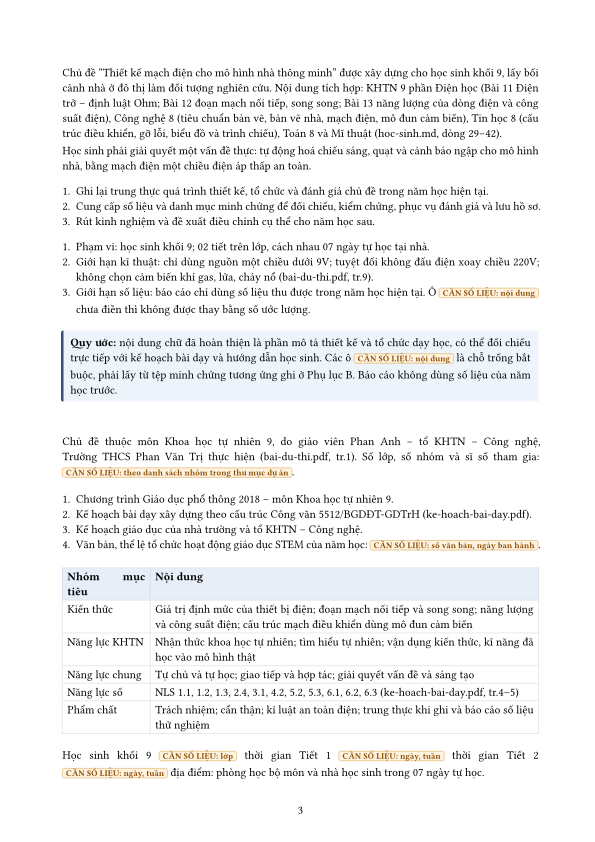 Chủ đề "Thiết kế mạch điện cho mô hình nhà thông minh" được xây dựng cho học sinh khối 9, lấy bối
cảnh nhà ở đô thị làm đối tượng nghiên cứu. Nội dung tích hợp: KHTN 9 phần Điện học (Bài 11 Điện
trở – định luật Ohm; Bài 12 đoạn mạch nối tiếp, song song; Bài 13 năng lượng của dòng điện và công
suất điện), Công nghệ 8 (tiêu chuẩn bản vẽ, bản vẽ nhà, mạch điện, mô đun cảm biến), Tin học 8 (cấu
trúc điều khiển, gỡ lỗi, biểu đồ và trình chiếu), Toán 8 và Mĩ thuật (hoc-sinh.md, dòng 29–42).
Học sinh phải giải quyết một vấn đề thực: tự động hoá chiếu sáng, quạt và cảnh báo ngập cho mô hình
nhà, bằng mạch điện một chiều điện áp thấp an toàn.
1. Ghi lại trung thực quá trình thiết kế, tổ chức và đánh giá chủ đề trong năm học hiện tại.
2. Cung cấp số liệu và danh mục minh chứng để đối chiếu, kiểm chứng, phục vụ đánh giá và lưu hồ sơ.
3. Rút kinh nghiệm và đề xuất điều chỉnh cụ thể cho năm học sau.
1. Phạm vi: học sinh khối 9; 02 tiết trên lớp, cách nhau 07 ngày tự học tại nhà.
2. Giới hạn kĩ thuật: chỉ dùng nguồn một chiều dưới 9V; tuyệt đối không đấu điện xoay chiều 220V;
không chọn cảm biến khí gas, lửa, cháy nổ (bai-du-thi.pdf, tr.9).
3. Giới hạn số liệu: báo cáo chỉ dùng số liệu thu được trong năm học hiện tại. Ô CẦN SỐ LIỆU: nội dung
chưa điền thì không được thay bằng số ước lượng.
Quy ước: nội dung chữ đã hoàn thiện là phần mô tả thiết kế và tổ chức dạy học, có thể đối chiếu
trực tiếp với kế hoạch bài dạy và hướng dẫn học sinh. Các ô CẦN SỐ LIỆU: nội dung là chỗ trống bắt
buộc, phải lấy từ tệp minh chứng tương ứng ghi ở Phụ lục B. Báo cáo không dùng số liệu của năm
học trước.
Chủ đề thuộc môn Khoa học tự nhiên 9, do giáo viên Phan Anh – tổ KHTN – Công nghệ,
Trường THCS Phan Văn Trị thực hiện (bai-du-thi.pdf, tr.1). Số lớp, số nhóm và sĩ số tham gia:
CẦN SỐ LIỆU: theo danh sách nhóm trong thư mục dự án.
1. Chương trình Giáo dục phổ thông 2018 – môn Khoa học tự nhiên 9.
2. Kế hoạch bài dạy xây dựng theo cấu trúc Công văn 5512/BGDĐT-GDTrH (ke-hoach-bai-day.pdf).
3. Kế hoạch giáo dục của nhà trường và tổ KHTN – Công nghệ.
4. Văn bản, thể lệ tổ chức hoạt động giáo dục STEM của năm học: CẦN SỐ LIỆU: số văn bản, ngày ban hành.
Nhóm mục tiêu Nội dung
Kiến thức Giá trị định mức của thiết bị điện; đoạn mạch nối tiếp và song song; năng lượng
và công suất điện; cấu trúc mạch điều khiển dùng mô đun cảm biến
Năng lực KHTN Nhận thức khoa học tự nhiên; tìm hiểu tự nhiên; vận dụng kiến thức, kĩ năng đã
học vào mô hình thật
Năng lực chung Tự chủ và tự học; giao tiếp và hợp tác; giải quyết vấn đề và sáng tạo
Năng lực số NLS 1.1, 1.2, 1.3, 2.4, 3.1, 4.2, 5.2, 5.3, 6.1, 6.2, 6.3 (ke-hoach-bai-day.pdf, tr.4–5)
Phẩm chất Trách nhiệm; cẩn thận; kỉ luật an toàn điện; trung thực khi ghi và báo cáo số liệu
thử nghiệm
Học sinh khối 9 CẦN SỐ LIỆU: lớp thời gian Tiết 1 CẦN SỐ LIỆU: ngày, tuần thời gian Tiết 2
CẦN SỐ LIỆU: ngày, tuần địa điểm: phòng học bộ môn và nhà học sinh trong 07 ngày tự học.
3